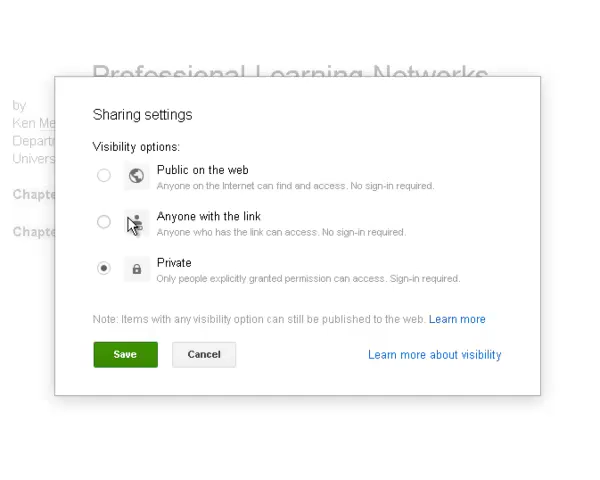 Professional Learning Networks
by
Ken Me
Departm
Univers
Chapte
Chapte
Sharing settings
Visibility options:
Public on the web
Anyone on the Internet can find and access. No sign-in required.
Anyone with the link
Anyone who has the link can access. No sign-in required.
Private
Only people explicitly granted permission can access. Sign-in required.
Note: Items with any visibility option can still be published to the web. Learn more
Save Cancel Learn more about visibility